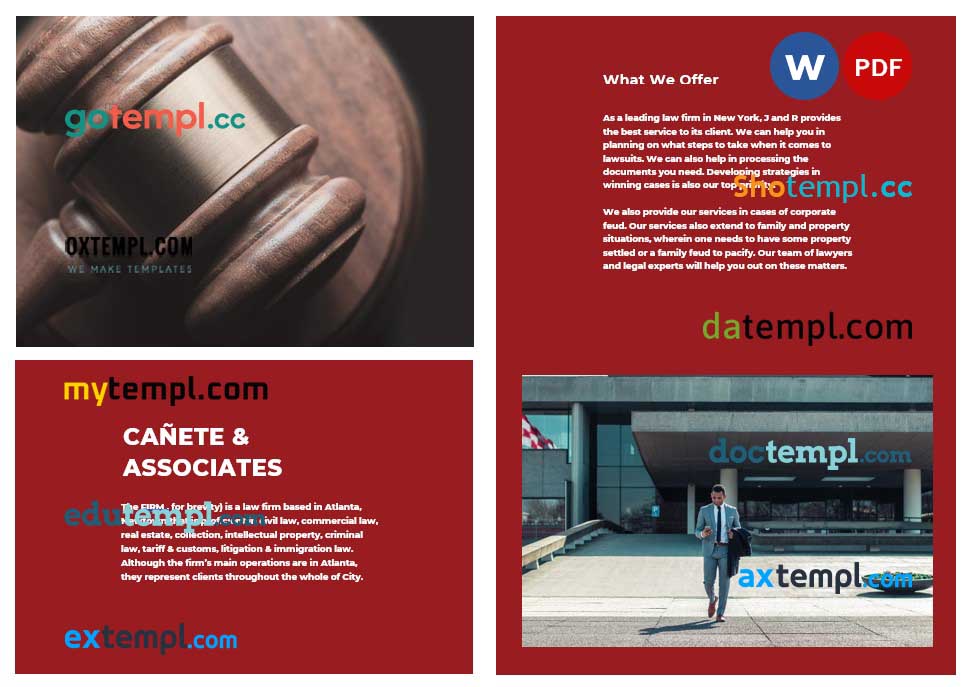 gotempl.cc
OXTEMPL.COM
WE MAKE TEMPLATES
mytempl.com
CAÑETE &
ASSOCIATES
The FIRM , for brevity) is a law firm based in Atlanta,
civil law, commercial law,
real estate, collection, intellectual property, criminal
law, tariff & customs, litigation & immigration law.
Although the firm's main operations are in Atlanta,
they represent clients throughout the whole of City.
edutempl.com
extempl.com
W
PDF
What We Offer
As a leading law firm in New York, J and R provides
the best service to its client. We can help you in
planning on what steps to take when it comes to
lawsuits. We can also help in processing the
documents you need. Developing strategies in
winning cases is also our top priority.
Shotempl.cc
We also provide our services in cases of corporate
feud. Our services also extend to family and property
situations, wherein one needs to have some property
settled or a family feud to pacify. Our team of lawyers
and legal experts will help you out on these matters.
datempl.com
doctempl.com
axtempl.com